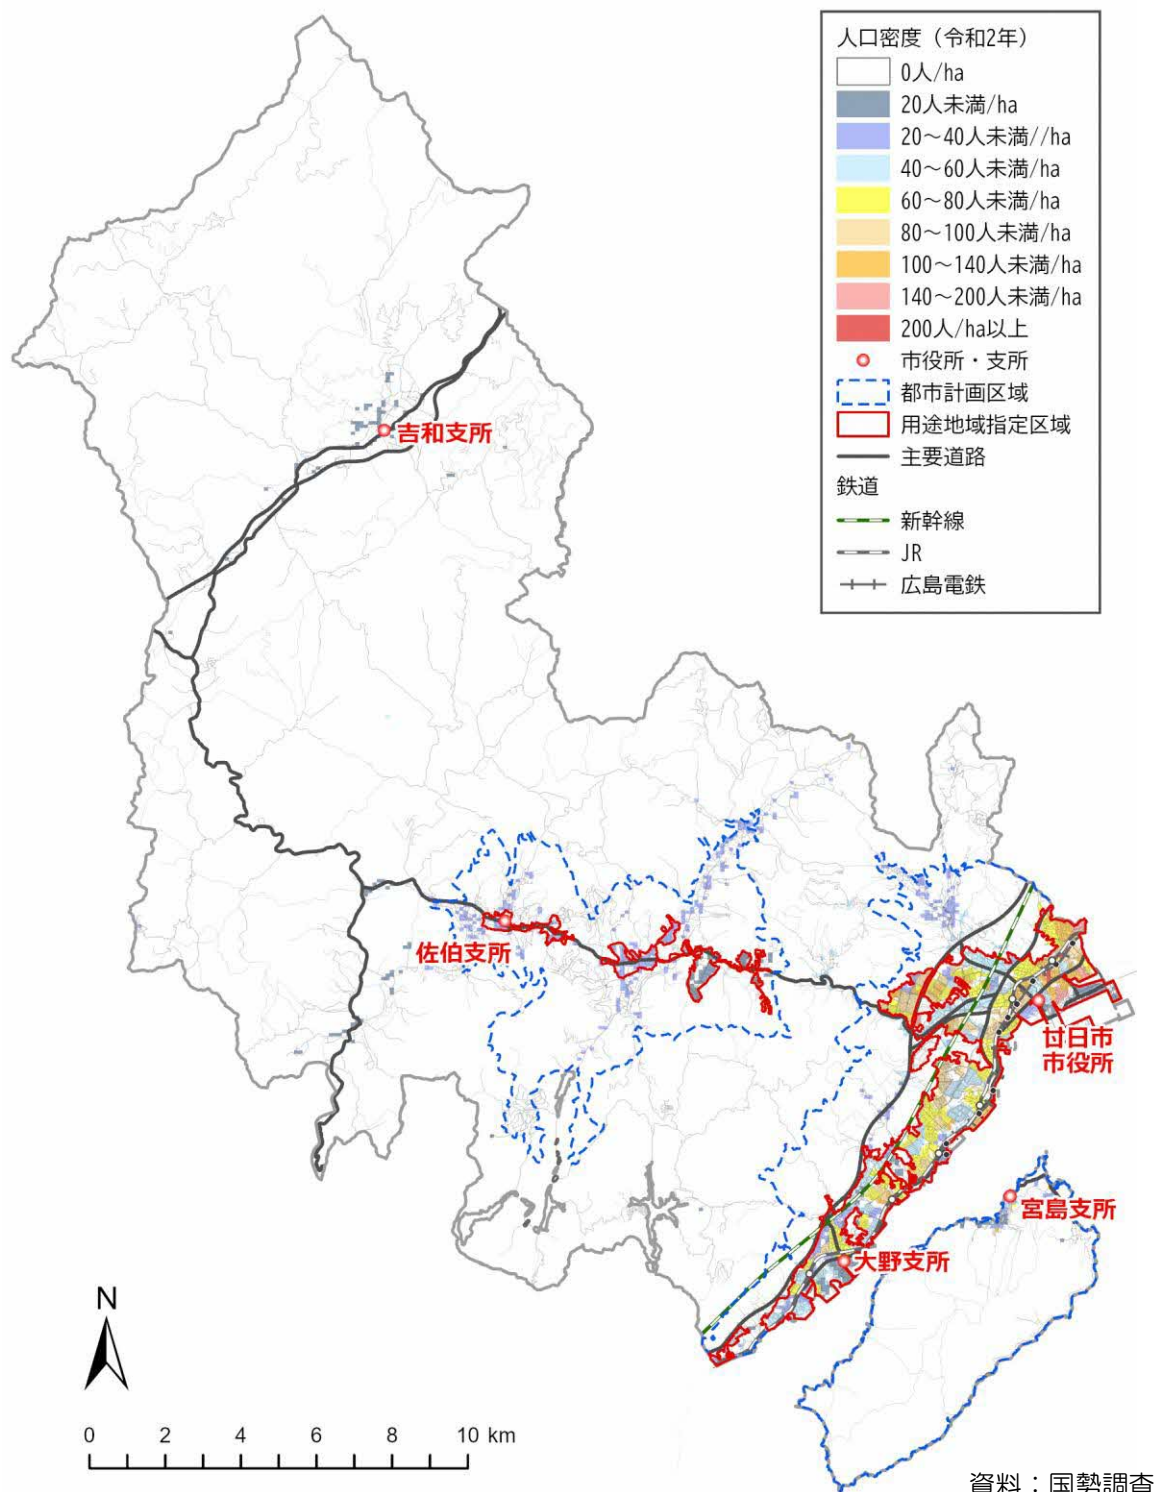 人口密度（令和2年）
0人/ha
20人未満/ha
20～40人未満//ha
40～60人未満/ha
60～80人未満/ha
80～100人未満/ha
100～140人未満/ha
140～200人未満/ha
200人/ha以上
市役所・支所
都市計画区域
用途地域指定区域
主要道路
鉄道
新幹線
JR
広島電鉄
吉和支所
佐伯支所
廿日市
市役所
宮島支所
大野支所
N
0 2 4 6 8 10 km
資料：国勢調査